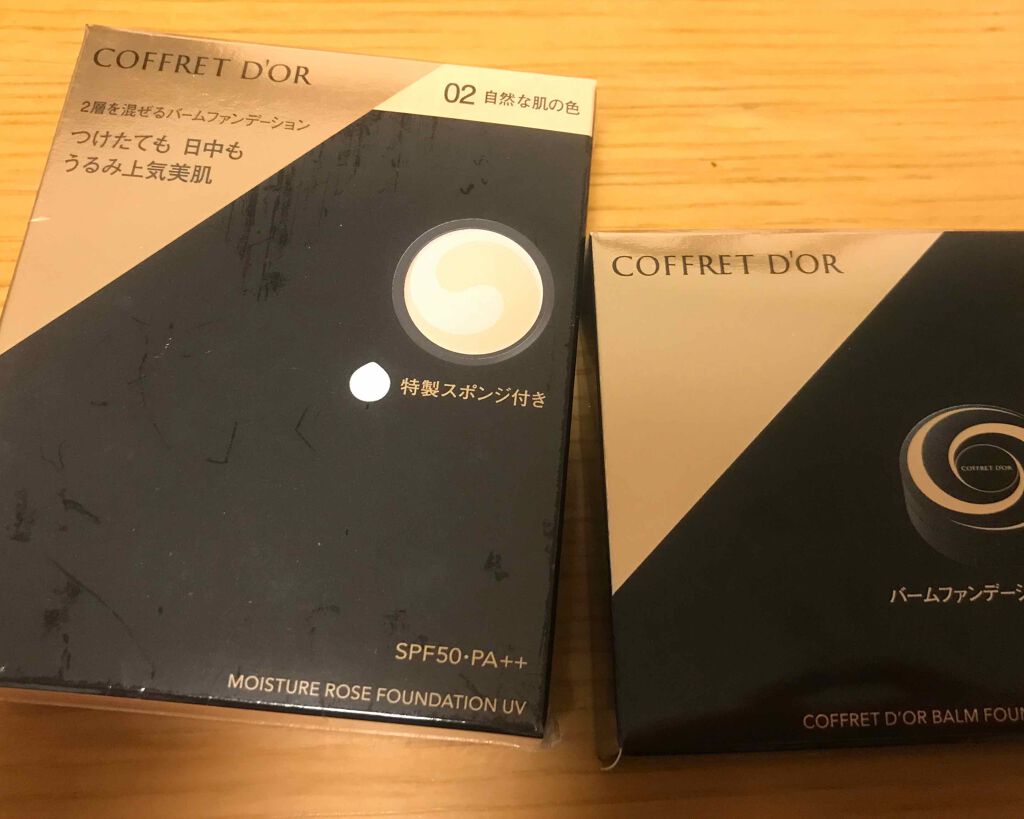 COFFRET D'OR
02 自然な肌の色
2層を混ぜるバームファンデーション
つけたても 日中も
うるみ上気美肌
特製スポンジ付き
SPF50・PA++
MOISTURE ROSE FOUNDATION UV
COFFRET D'OR
COFFRET D'OR
バームファンデー
COFFRET D'OR BALM FOUN